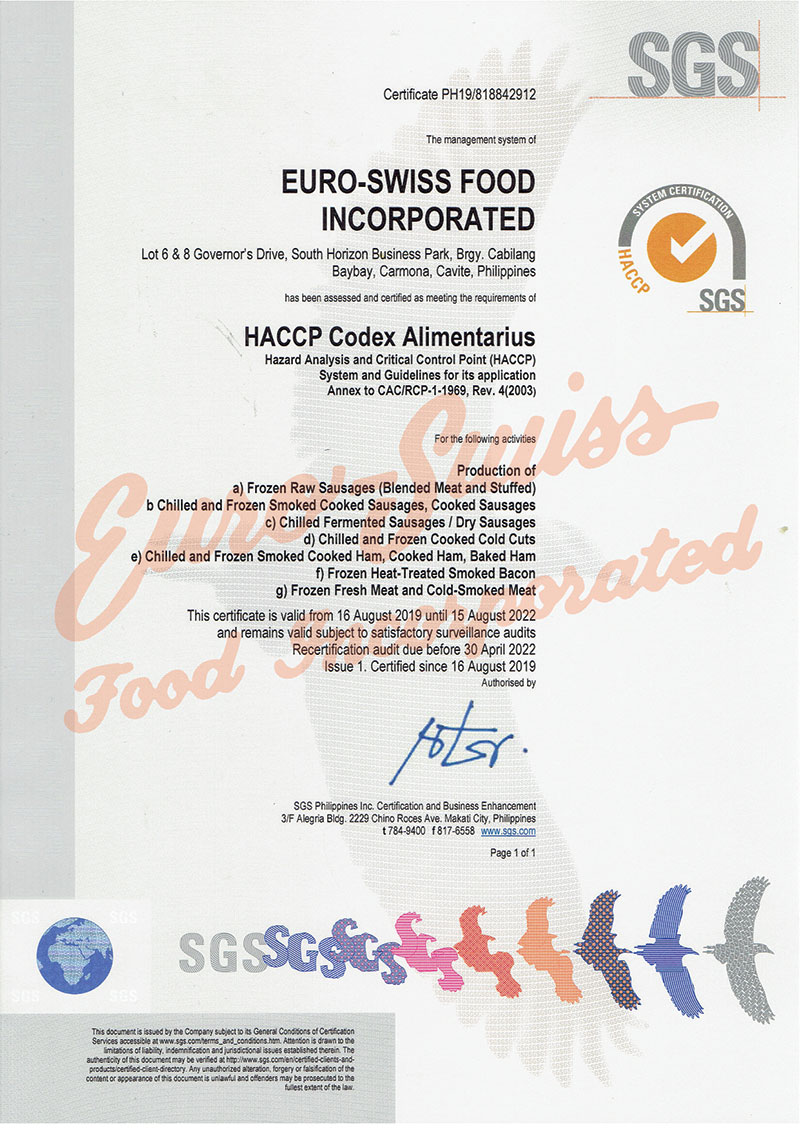 SGS
Certificate PH19/818842912
The management system of
EURO-SWISS FOOD
INCORPORATED
Lot 6 & 8 Governor's Drive, South Horizon Business Park, Brgy. Cabilang
Baybay, Carmona, Cavite, Philippines
has been assessed and certified as meeting the requirements of
SYSTEM CERTIFICATION
HACCP
SGS
HACCP Codex Alimentarius
Hazard Analysis and Critical Control Point (HACCP)
System and Guidelines for its application
Annex to CAC/RCP-1-1969, Rev. 4(2003)
For the following activities
Euro-Swiss
Food Incorporated
Production of
a) Frozen Raw Sausages (Blended Meat and Stuffed)
b Chilled and Frozen Smoked Cooked Sausages, Cooked Sausages
c) Chilled Fermented Sausages / Dry Sausages
d) Chilled and Frozen Cooked Cold Cuts
e) Chilled and Frozen Smoked Cooked Ham, Cooked Ham, Baked Ham
f) Frozen Heat-Treated Smoked Bacon
g) Frozen Fresh Meat and Cold-Smoked Meat
This certificate is valid from 16 August 2019 until 15 August 2022
and remains valid subject to satisfactory surveillance audits
Recertification audit due before 30 April 2022
Issue 1. Certified since 16 August 2019
Authorised by
SGS Philippines Inc. Certification and Business Enhancement
3/F Alegria Bldg. 2229 Chino Roces Ave. Makati City, Philippines
t 784-9400 f 817-6558 www.sgs.com
Page 1 of 1
SGS SGS
SGS SGS
SGS SGS SGS
This document is issued by the Company subject to its General Conditions of Certification
Services accessible at www.sgs.com/terms_and_conditions.htm. Attention is drawn to the
limitations of liability, indemnification and jurisdictional issues established therein. The
authenticity of this document may be verified at http://www.sgs.com/en/certified-clients-and-
products/certified-client-directory. Any unauthorized alteration, forgery or falsification of the
content or appearance of this document is unlawful and offenders may be prosecuted to the
fullest extent of the law.